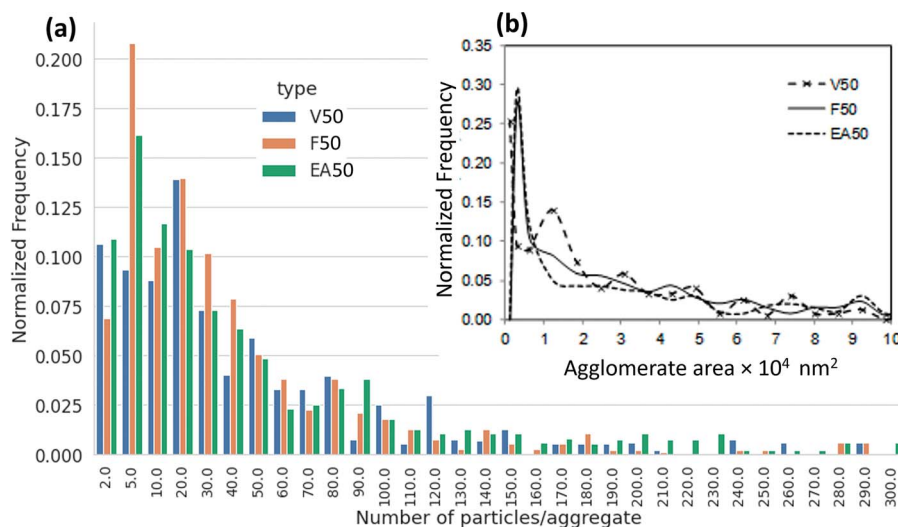 (a)
0.200
0.175
0.150
0.125
0.100
0.075
0.050
0.025
0.000
Normalized Frequency
type
V50
F50
EA50
2.0 5.0 10.0 20.0 30.0 40.0 50.0 60.0 70.0 80.0 90.0 100.0 110.0 120.0 130.0 140.0 150.0 160.0 170.0 180.0 190.0 200.0 210.0 220.0 230.0 240.0 250.0 260.0 270.0 280.0 290.0 300.0
Number of particles/aggregate
(b)
0.35
0.30
0.25
0.20
0.15
0.10
0.05
0.00
Normalized Frequency
V50
F50
EA50
0 1 2 3 4 5 6 7 8 9 10
Agglomerate area × 10⁴ nm²